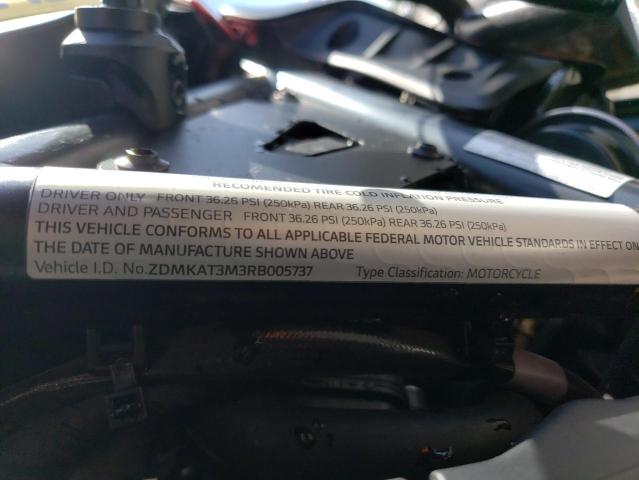 RECOMENDED TIRE COLD INFLATION PRESSURE
DRIVER ONLY FRONT 36.26 PSI (250kPa) REAR 36.26 PSI (250kPa)
DRIVER AND PASSENGER FRONT 36.26 PSI (250kPa) REAR 36.26 PSI (250kPa)
THIS VEHICLE CONFORMS TO ALL APPLICABLE FEDERAL MOTOR VEHICLE STANDARDS IN EFFECT ON
THE DATE OF MANUFACTURE SHOWN ABOVE
Vehicle I.D. No.ZDMKAT3M3RB005737 Type Classification: MOTORCYCLE